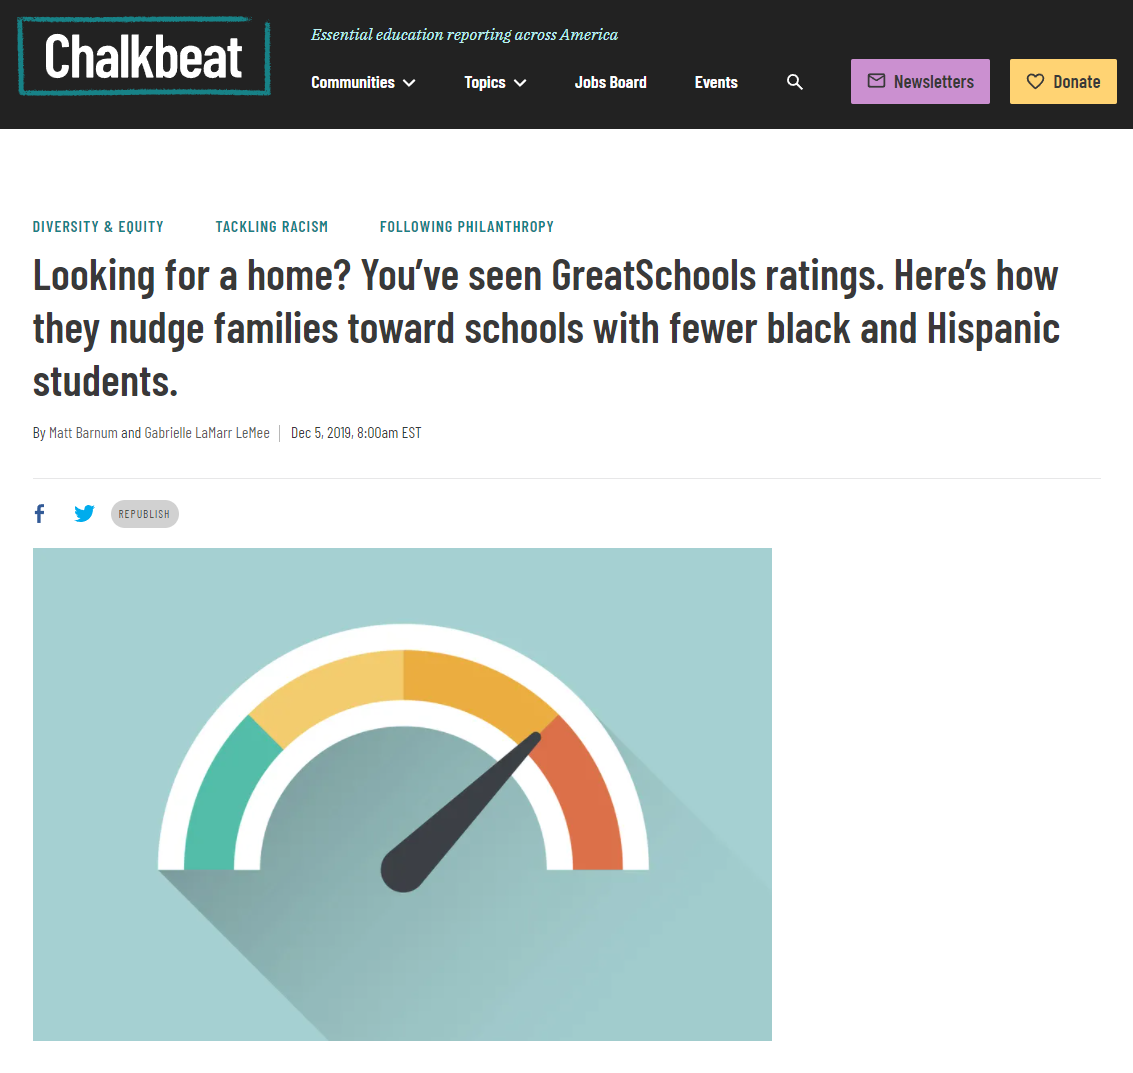 Chalkbeat
Essential education reporting across America
Communities Topics Jobs Board Events Newsletters Donate
DIVERSITY & EQUITY TACKLING RACISM FOLLOWING PHILANTHROPY
Looking for a home? You’ve seen GreatSchools ratings. Here’s how
they nudge families toward schools with fewer black and Hispanic
students.
By Matt Barnum and Gabrielle LaMarr LeMee Dec 5, 2019, 8:00am EST
REPUBLISH